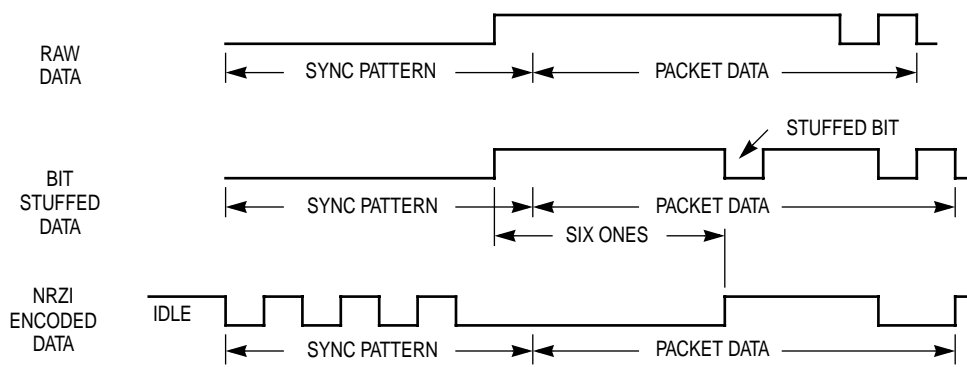 RAW
DATA
SYNC PATTERN
PACKET DATA
STUFFED BIT
BIT
STUFFED
DATA
SYNC PATTERN
PACKET DATA
SIX ONES
NRZI
ENCODED
DATA
IDLE
SYNC PATTERN
PACKET DATA